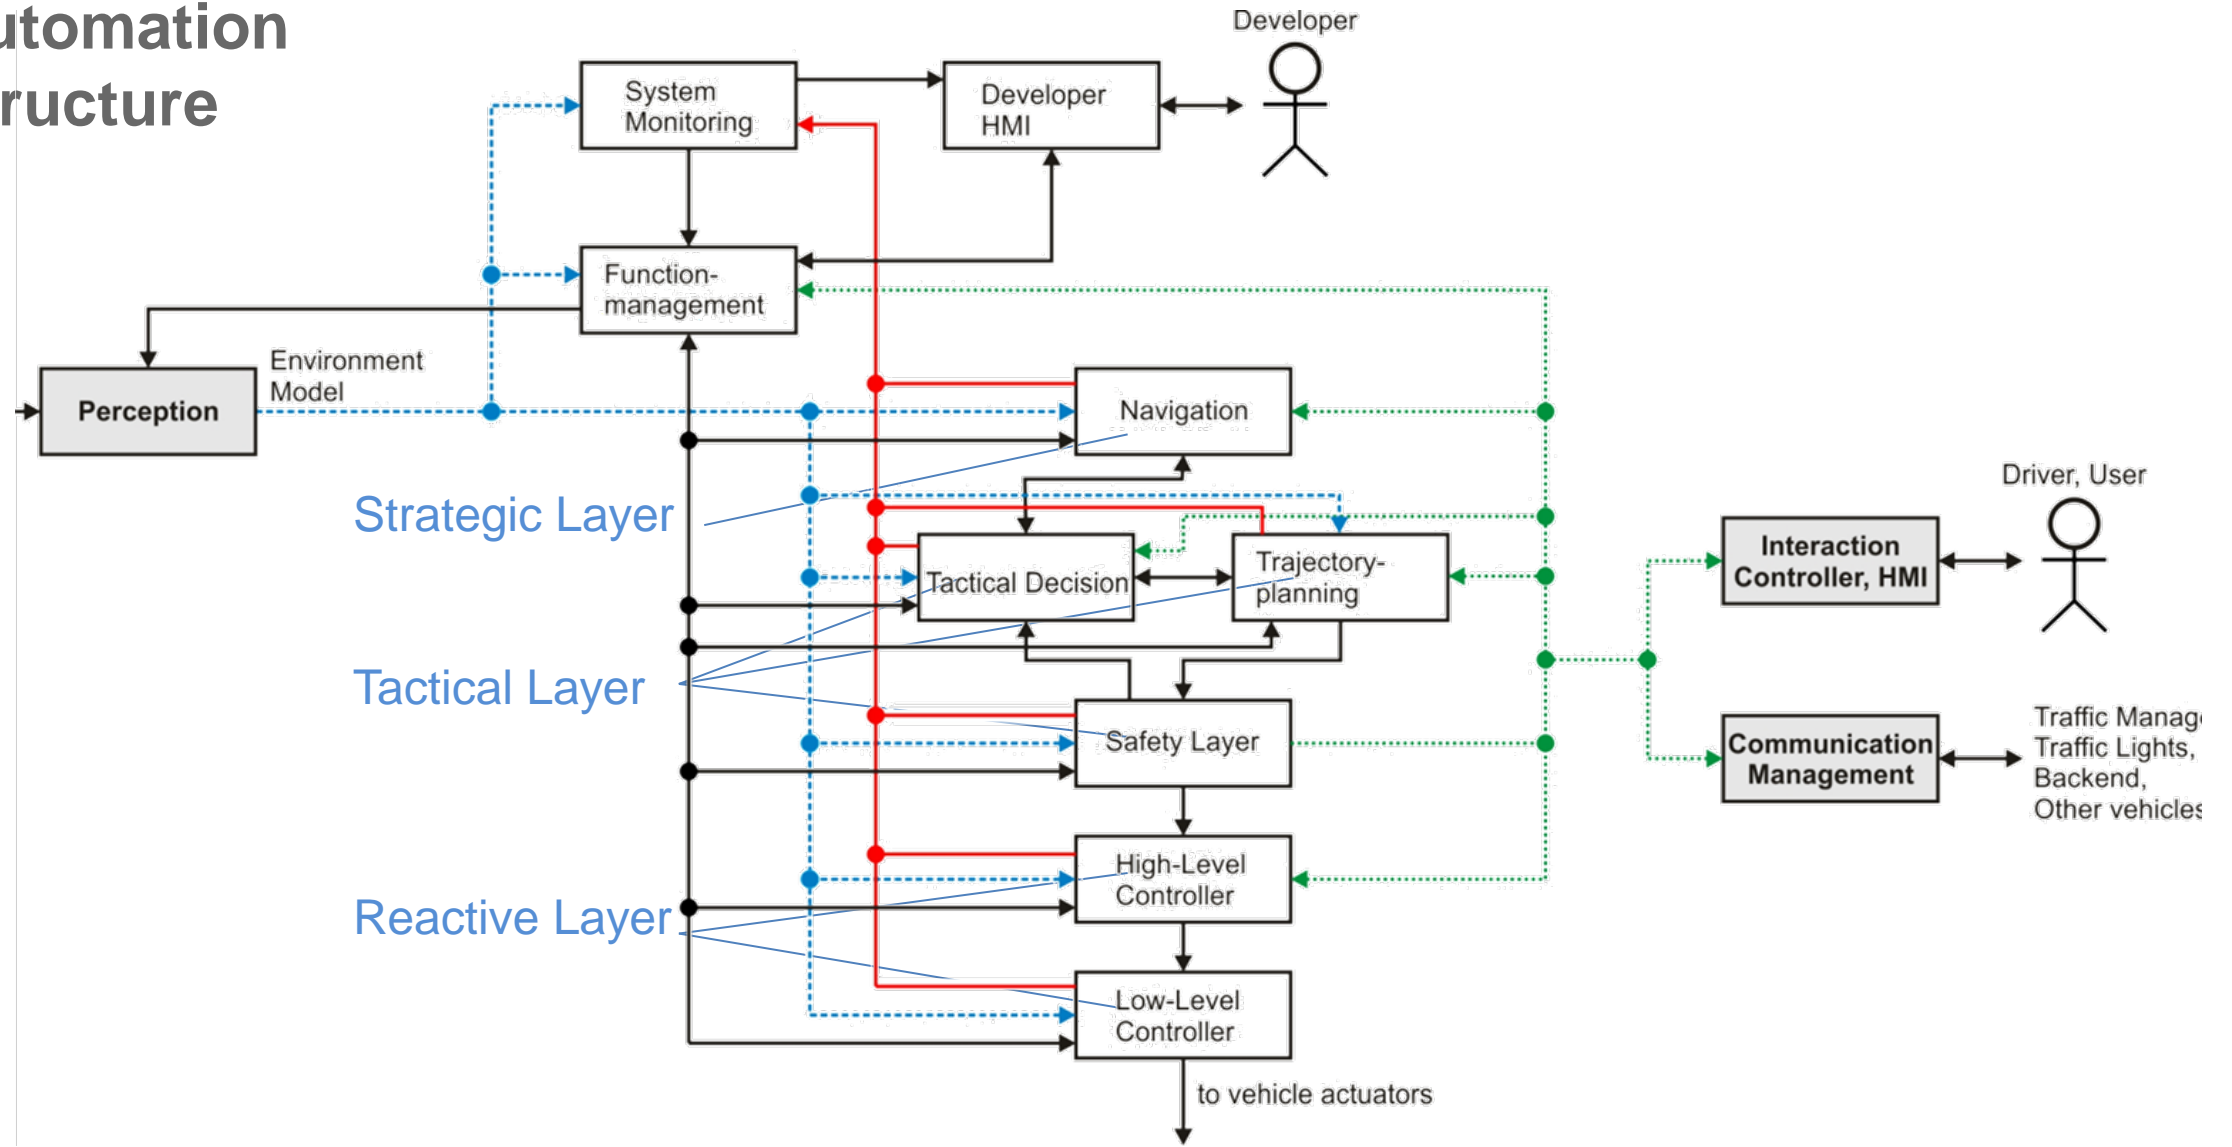 utomation
ructure
Developer
System
Monitoring
Developer
HMI
Function-
management
Environment
Model
Perception
Navigation
Strategic Layer
Driver, User
Tactical Decision
Trajectory-
planning
Interaction
Controller, HMI
Tactical Layer
Safety Layer
Communication
Management
Traffic Manag
Traffic Lights,
Backend,
Other vehicles
High-Level
Controller
Reactive Layer
Low-Level
Controller
to vehicle actuators